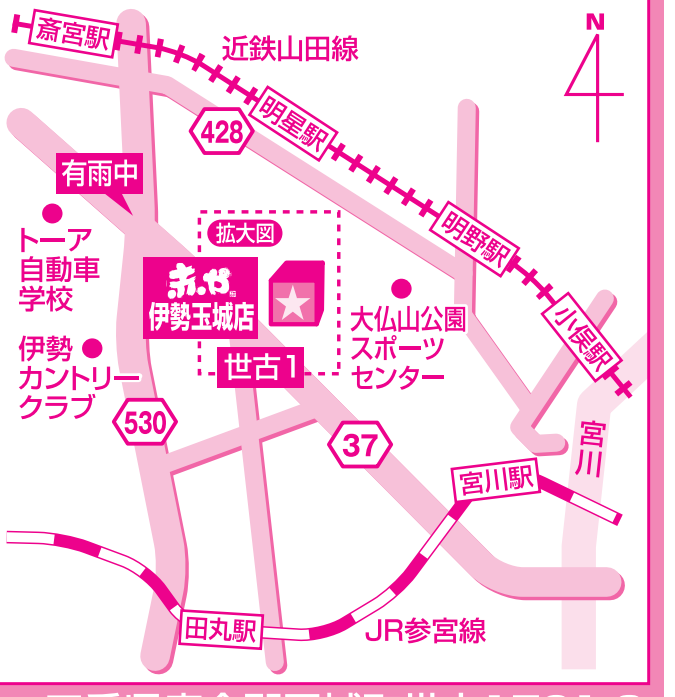 斎宮駅
近鉄山田線
N
428
明星駅
有雨中
トーア
自動車
学校
拡大図
明野駅
伊勢玉城店
大仏山公園
スポーツ
センター
小俣駅
伊勢
カントリー
クラブ
世古1
530
37
宮川
宮川駅
田丸駅
JR参宮線